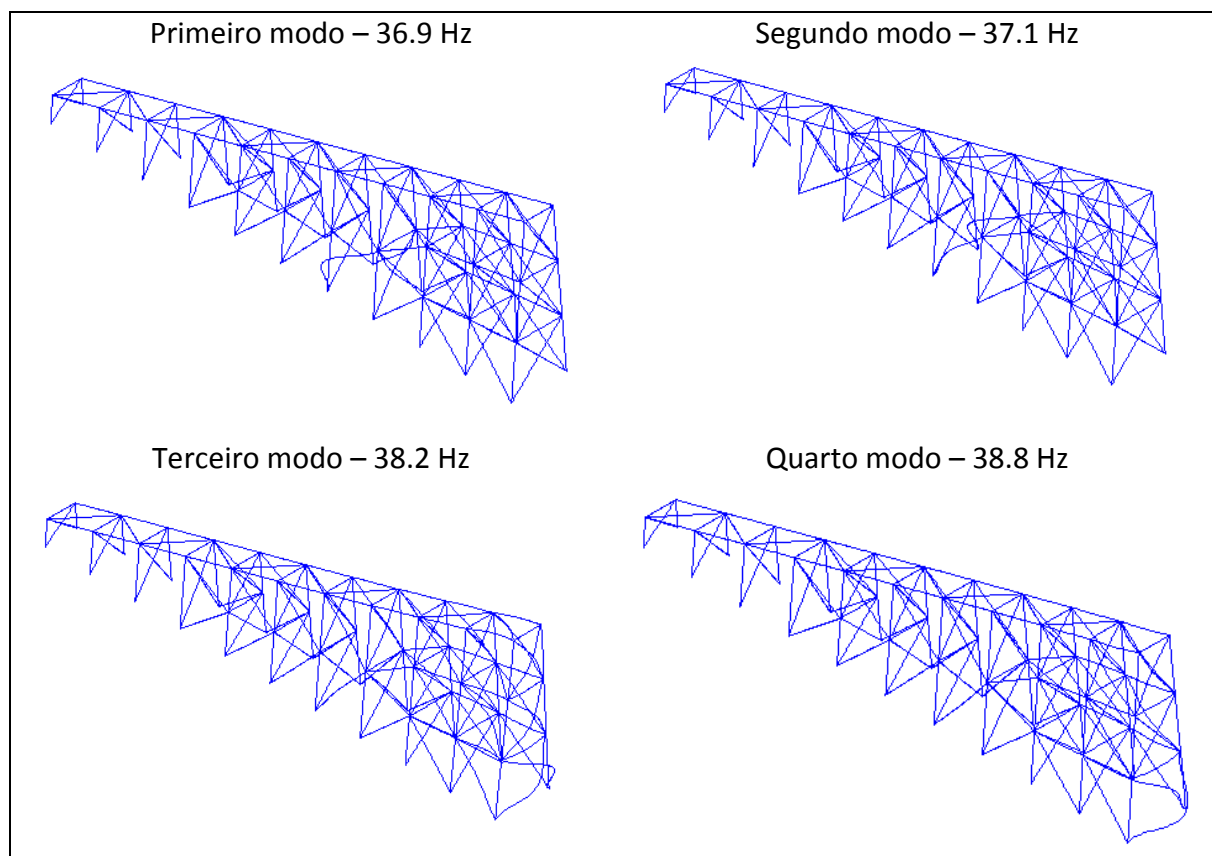 Primeiro modo – 36.9 Hz
Segundo modo – 37.1 Hz
Terceiro modo – 38.2 Hz
Quarto modo – 38.8 Hz